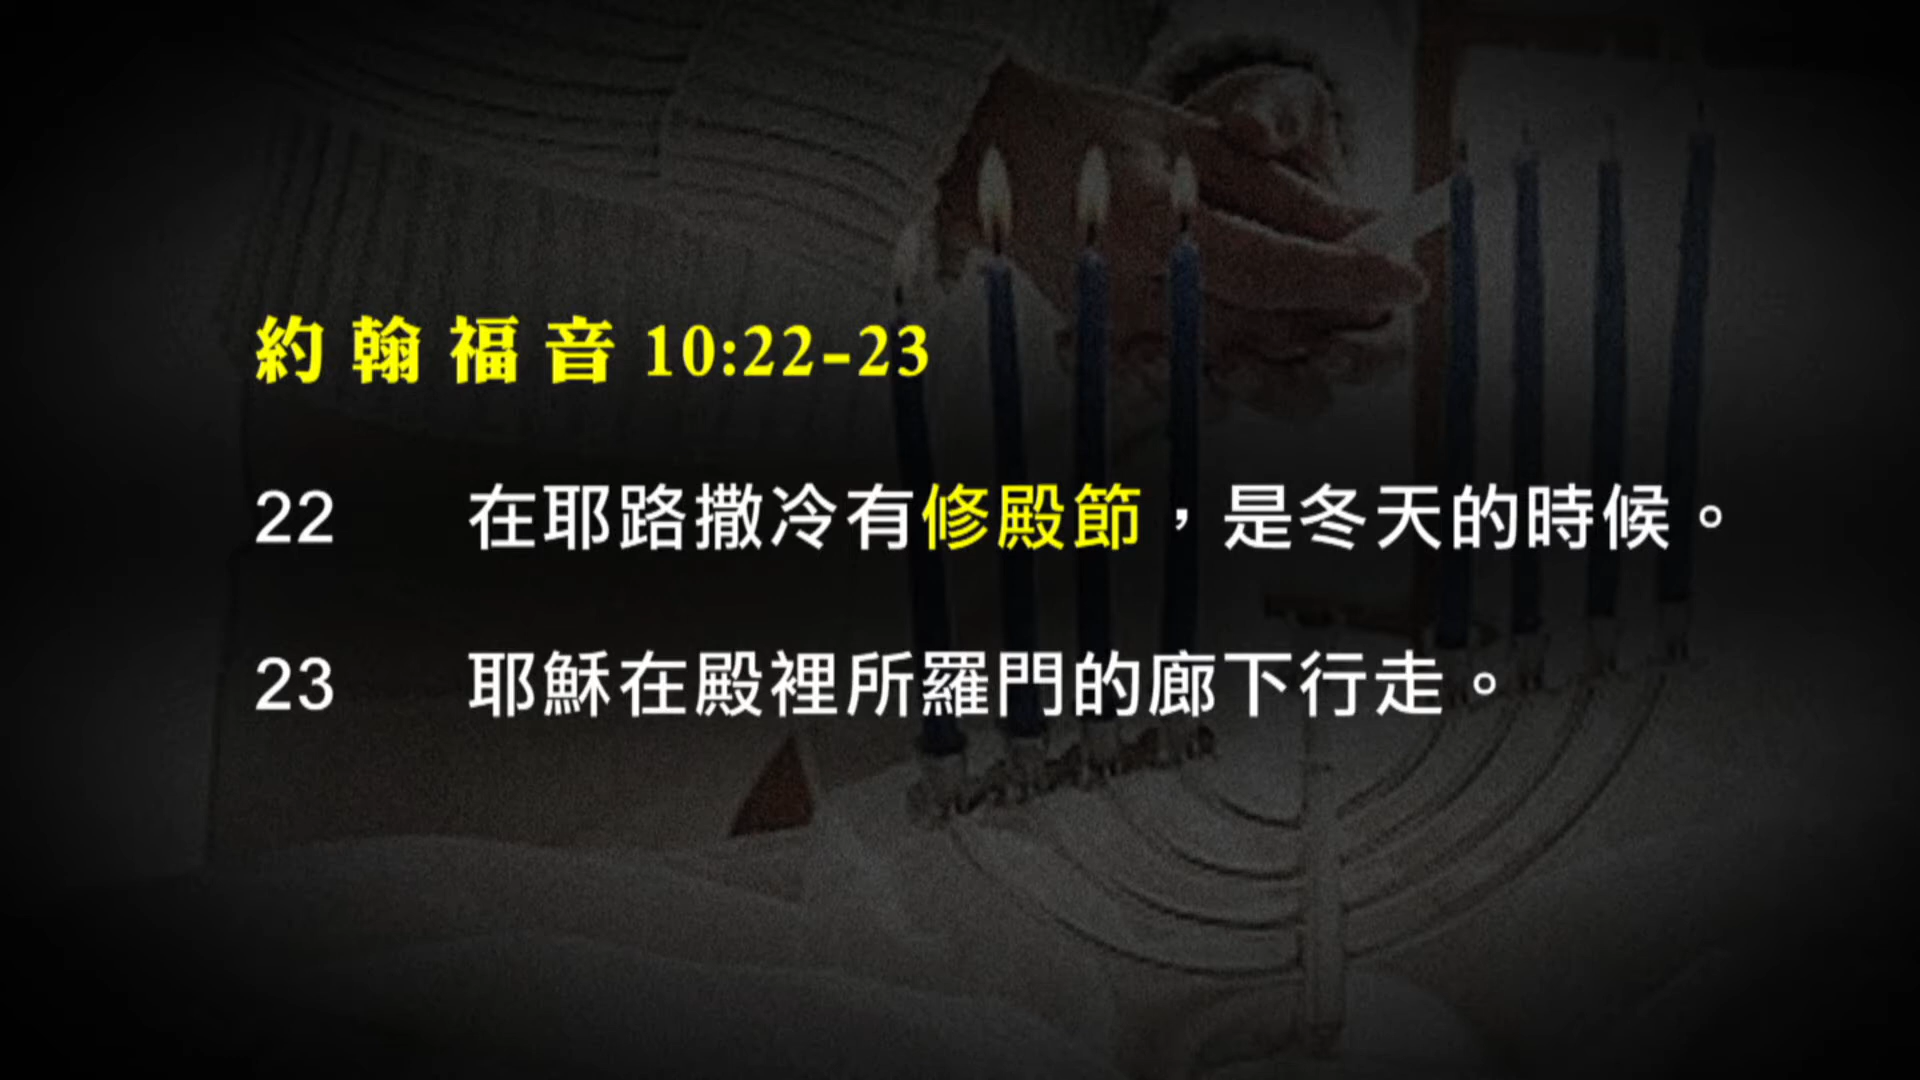 約翰福音 10:22-23
22 在耶路撒冷有修殿節，是冬天的時候。
23 耶穌在殿裡所羅門的廊下行走。